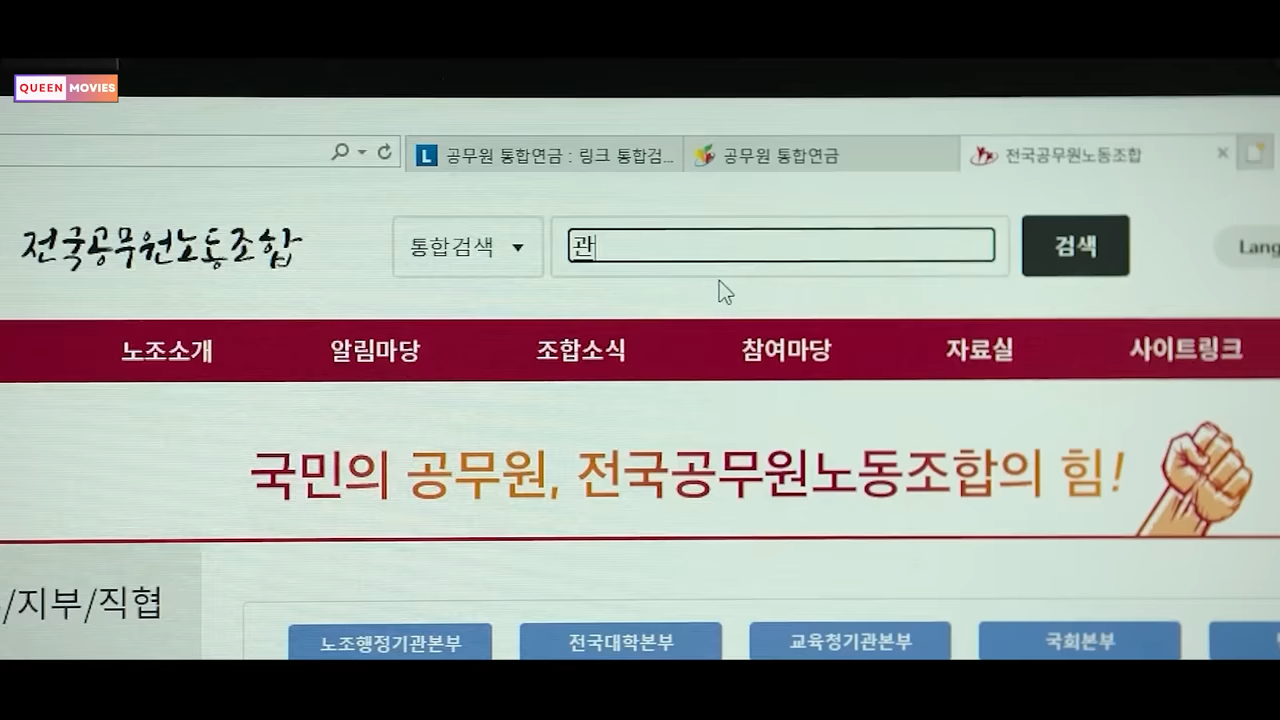 QUEEN MOVIES
L 공무원 통합연금 : 링크 통합검... 공무원 통합연금 전국공무원노동조합
전국공무원노동조합 통합검색 관 검색 Lang
노조소개 알림마당 조합소식 참여마당 자료실 사이트링크
국민의 공무원, 전국공무원노동조합의 힘!
/지부/직협
노조행정기관본부 전국대학본부 교육청기관본부 국회본부